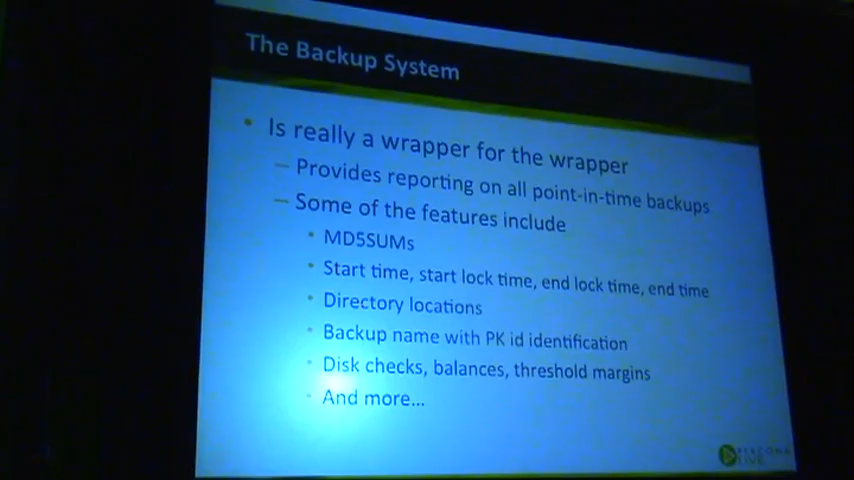 The Backup System
• Is really a wrapper for the wrapper
– Provides reporting on all point-in-time backups
– Some of the features include
• MD5SUMs
• Start time, start lock time, end lock time, end time
• Directory locations
• Backup name with PK id identification
• Disk checks, balances, threshold margins
• And more...
PERCONA
LIVE